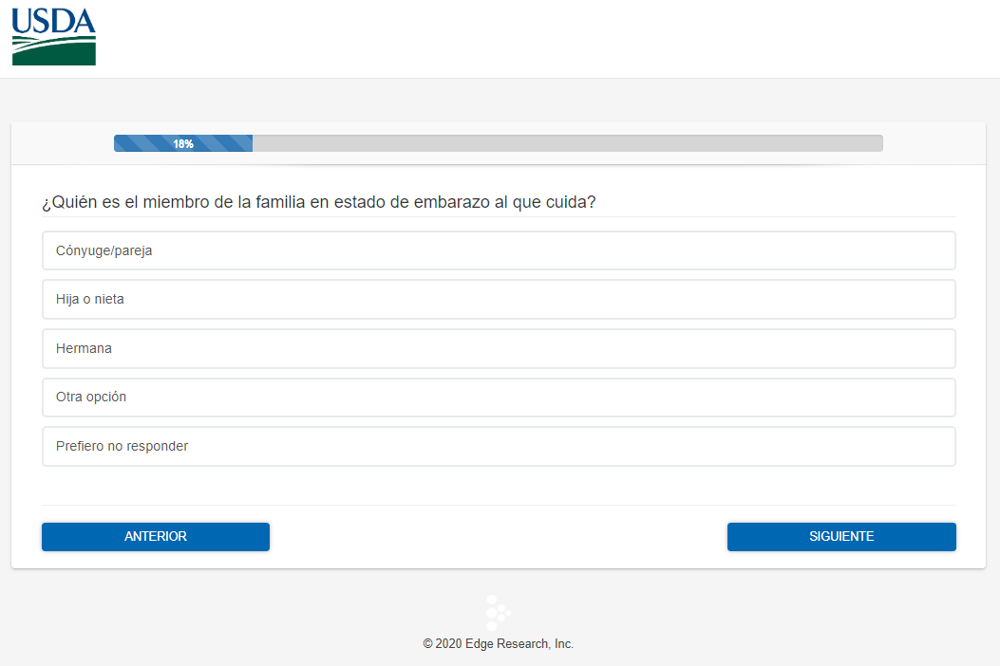 USDA
18%
¿Quién es el miembro de la familia en estado de embarazo al que cuida?
Cónyuge/pareja
Hija o nieta
Hermana
Otra opción
Prefiero no responder
ANTERIOR
SIGUIENTE
© 2020 Edge Research, Inc.